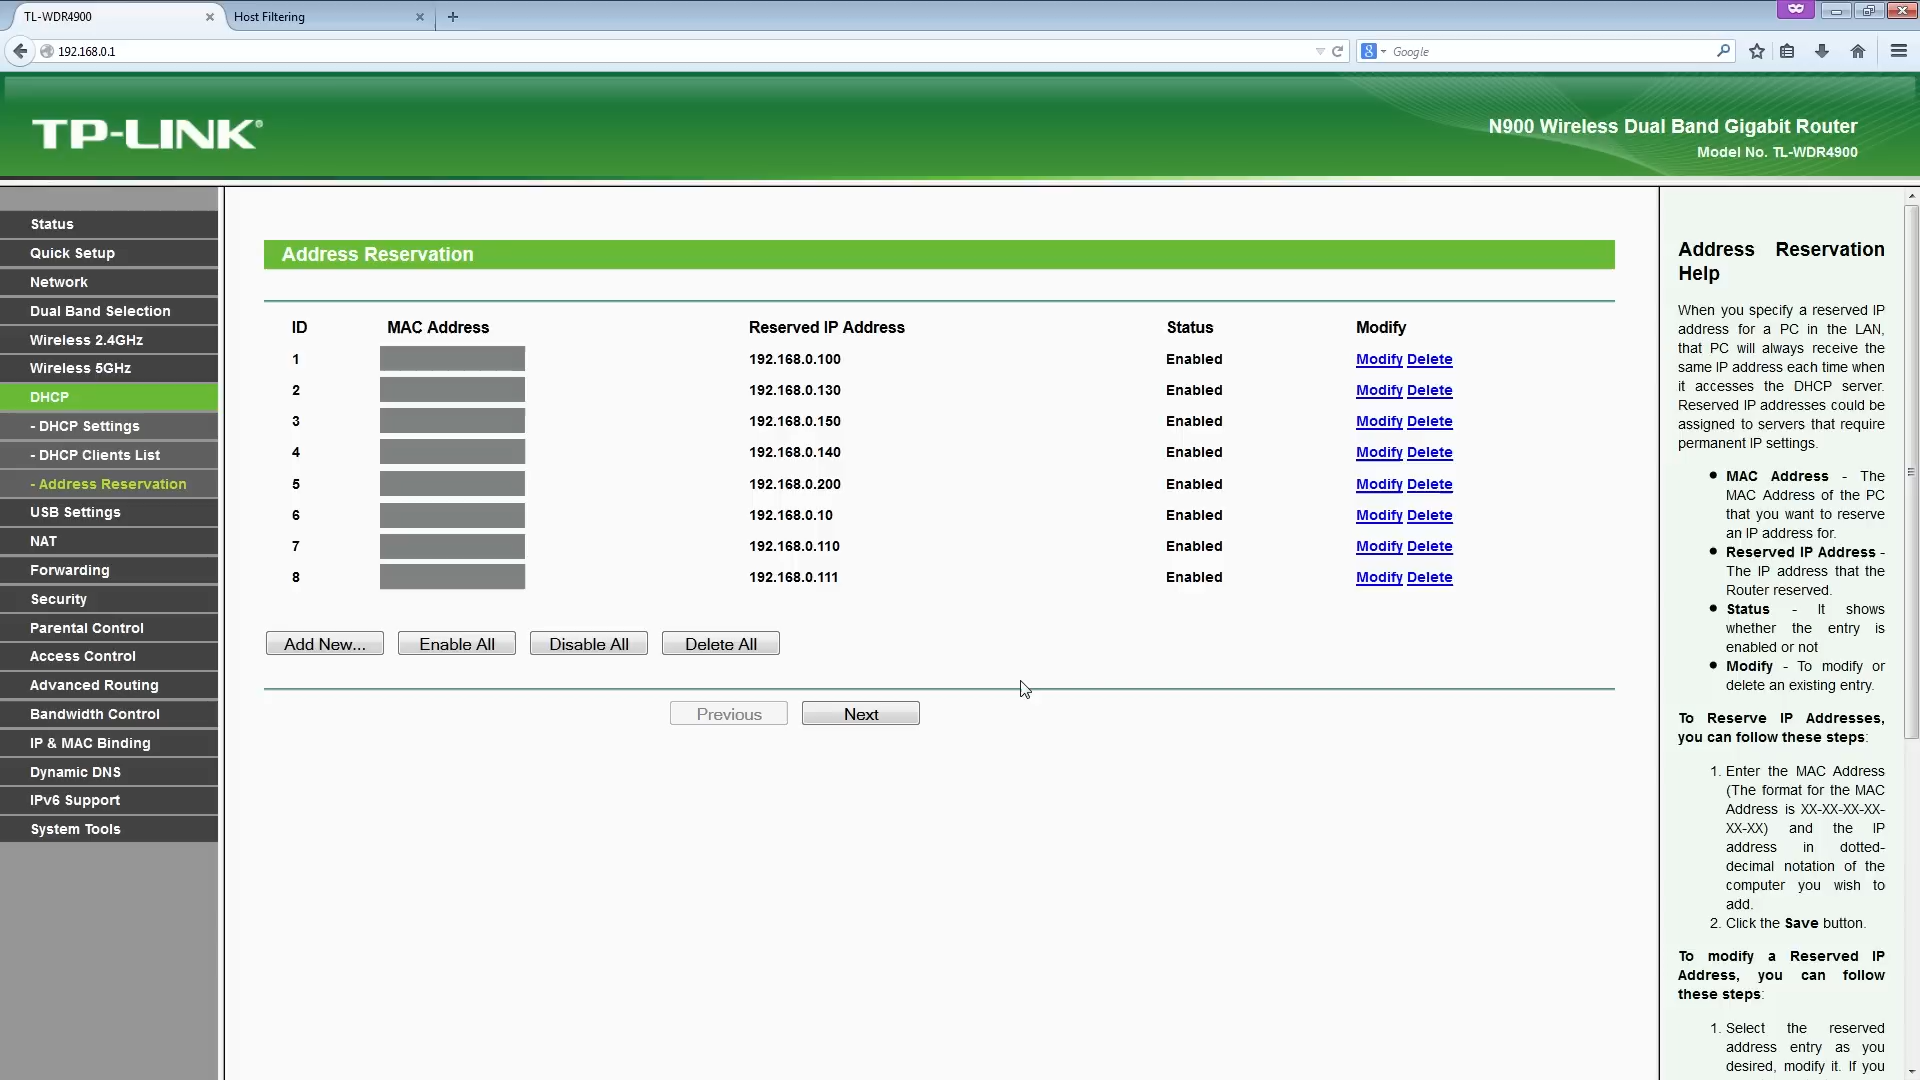 TL-WDR4900
Host Filtering
192.168.0.1
Google
TP-LINK®
N900 Wireless Dual Band Gigabit Router
Model No. TL-WDR4900
Status
Quick Setup
Network
Dual Band Selection
Wireless 2.4GHz
Wireless 5GHz
DHCP
- DHCP Settings
- DHCP Clients List
- Address Reservation
USB Settings
NAT
Forwarding
Security
Parental Control
Access Control
Advanced Routing
Bandwidth Control
IP & MAC Binding
Dynamic DNS
IPv6 Support
System Tools
Address Reservation
ID MAC Address Reserved IP Address Status Modify
1 192.168.0.100 Enabled Modify Delete
2 192.168.0.130 Enabled Modify Delete
3 192.168.0.150 Enabled Modify Delete
4 192.168.0.140 Enabled Modify Delete
5 192.168.0.200 Enabled Modify Delete
6 192.168.0.10 Enabled Modify Delete
7 192.168.0.110 Enabled Modify Delete
8 192.168.0.111 Enabled Modify Delete
Add New... Enable All Disable All Delete All
Previous Next
Address Reservation
Help
When you specify a reserved IP
address for a PC in the LAN,
that PC will always receive the
same IP address each time when
it accesses the DHCP server.
Reserved IP addresses could be
assigned to servers that require
permanent IP settings.
• MAC Address - The
MAC Address of the PC
that you want to reserve
an IP address for.
• Reserved IP Address -
The IP address that the
Router reserved.
• Status - It shows
whether the entry is
enabled or not
• Modify - To modify or
delete an existing entry.
To Reserve IP Addresses,
you can follow these steps:
1. Enter the MAC Address
(The format for the MAC
Address is XX-XX-XX-XX-
XX-XX) and the IP
address in dotted-
decimal notation of the
computer you wish to
add.
2. Click the Save button.
To modify a Reserved IP
Address, you can follow
these steps:
1. Select the reserved
address entry as you
desired, modify it. If you